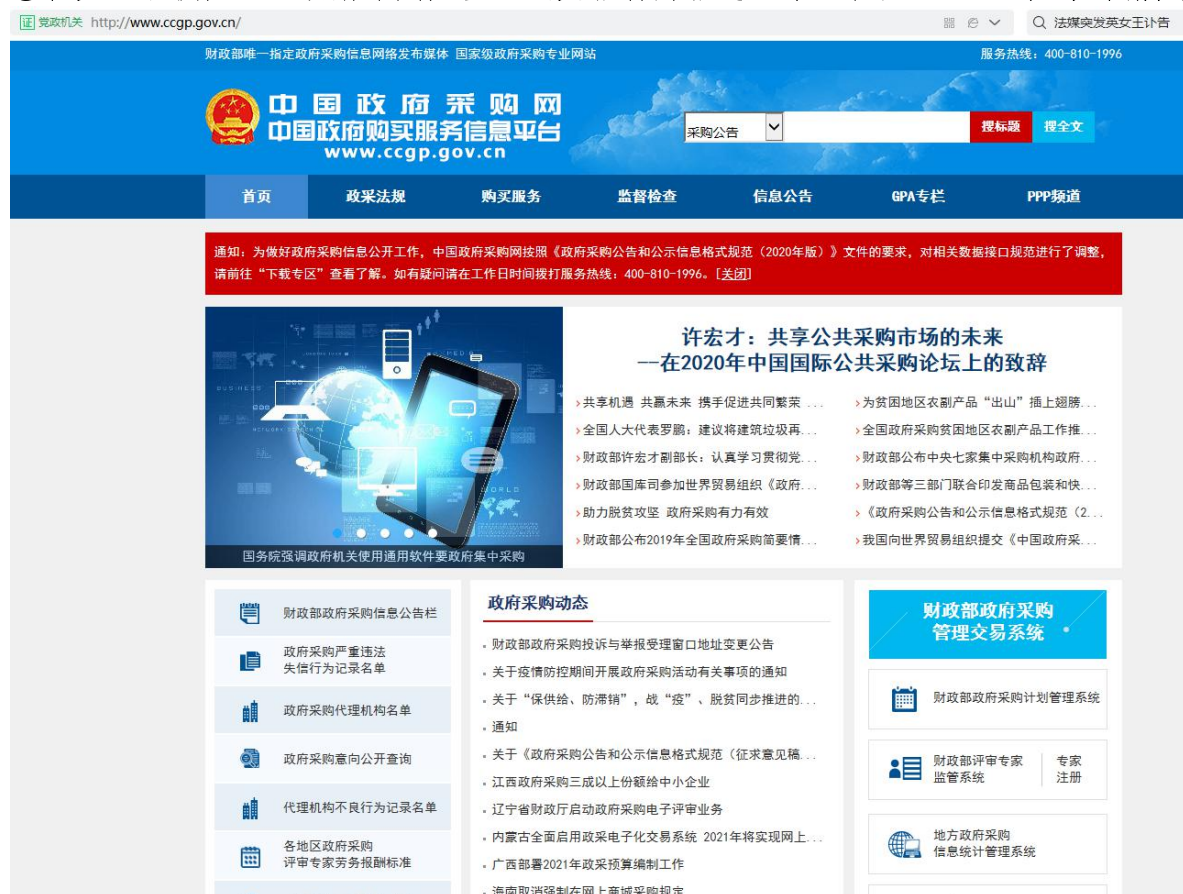 证 党政机关 http://www.ccgp.gov.cn/
法媒突发英女王讣告
财政部唯一指定政府采购信息网络发布媒体 国家级政府采购专业网站
服务热线：400-810-1996
中国政府采购网
中国政府购买服务信息平台
www.ccgp.gov.cn
采购公告
搜标题
搜全文
首页
政采法规
购买服务
监督检查
信息公告
GPA专栏
PPP频道
通知：为做好政府采购信息公开工作，中国政府采购网按照《政府采购公告和公示信息格式规范（2020年版）》文件的要求，对相关数据接口规范进行了调整，
请前往“下载专区”查看了解。如有疑问请在工作日时间拨打服务热线：400-810-1996。[关闭]
国务院强调政府机关使用通用软件要政府集中采购
许宏才：共享公共采购市场的未来
——在2020年中国国际公共采购论坛上的致辞
共享机遇 共赢未来 携手促进共同繁荣 ...
为贫困地区农副产品“出山”插上翅膀...
全国人大代表罗鹏：建议将建筑垃圾再...
全国政府采购贫困地区农副产品工作推...
财政部许宏才副部长：认真学习贯彻党...
财政部公布中央七家集中采购机构政府...
财政部国库司参加世界贸易组织《政府...
财政部等三部门联合印发商品包装和快...
助力脱贫攻坚 政府采购有力有效
《政府采购公告和公示信息格式规范（2...
财政部公布2019年全国政府采购简要情...
我国向世界贸易组织提交《中国政府采...
财政部政府采购信息公告栏
政府采购严重违法
失信行为记录名单
政府采购代理机构名单
政府采购意向公开查询
代理机构不良行为记录名单
各地区政府采购
评审专家劳务报酬标准
政府采购动态
财政部政府采购投诉与举报受理窗口地址变更公告
关于疫情防控期间开展政府采购活动有关事项的通知
关于“保供给、防滞销”，战“疫”、脱贫同步推进的...
通知
关于《政府采购公告和公示信息格式规范（征求意见稿...
江西政府采购三成以上份额给中小企业
辽宁省财政厅启动政府采购电子评审业务
内蒙古全面启用政采电子化交易系统 2021年将实现网上...
广西部署2021年政采预算编制工作
海南取消强制在网上商城采购规定
财政部政府采购
管理交易系统
财政部政府采购计划管理系统
财政部评审专家
监管系统
专家
注册
地方政府采购
信息统计管理系统